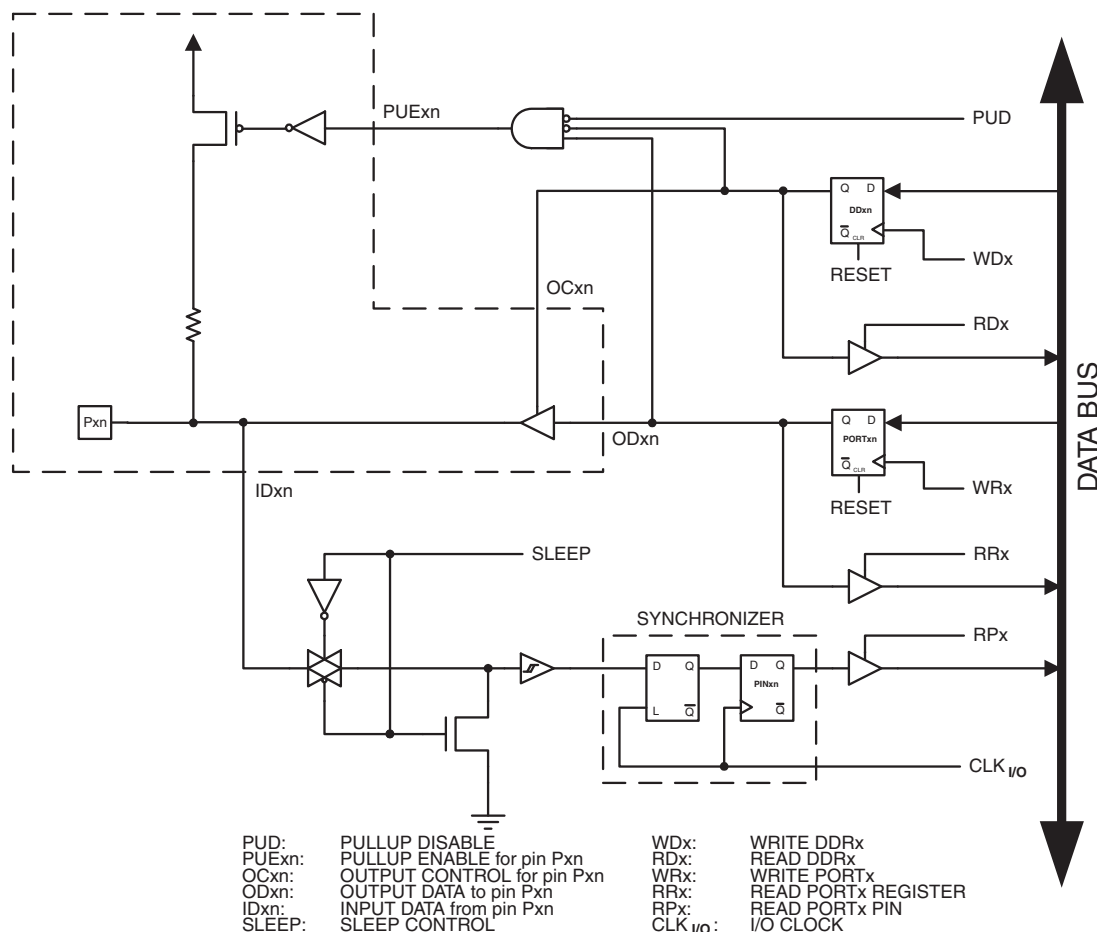 PUExn
PUD
Q D
DDxn
Q CLR
WDx
RESET
OCxn
RDx
Pxn
ODxn
Q D
PORTxn
Q CLR
WRx
RESET
IDxn
DATA BUS
SLEEP
RRx
SYNCHRONIZER
RPx
D Q
L Q
D Q
PINxn
Q
CLK I/O
PUD: PULLUP DISABLE
PUExn: PULLUP ENABLE for pin Pxn
OCxn: OUTPUT CONTROL for pin Pxn
ODxn: OUTPUT DATA to pin Pxn
IDxn: INPUT DATA from pin Pxn
SLEEP: SLEEP CONTROL
WDx: WRITE DDRx
RDx: READ DDRx
WRx: WRITE PORTx
RRx: READ PORTx REGISTER
RPx: READ PORTx PIN
CLK I/O: I/O CLOCK